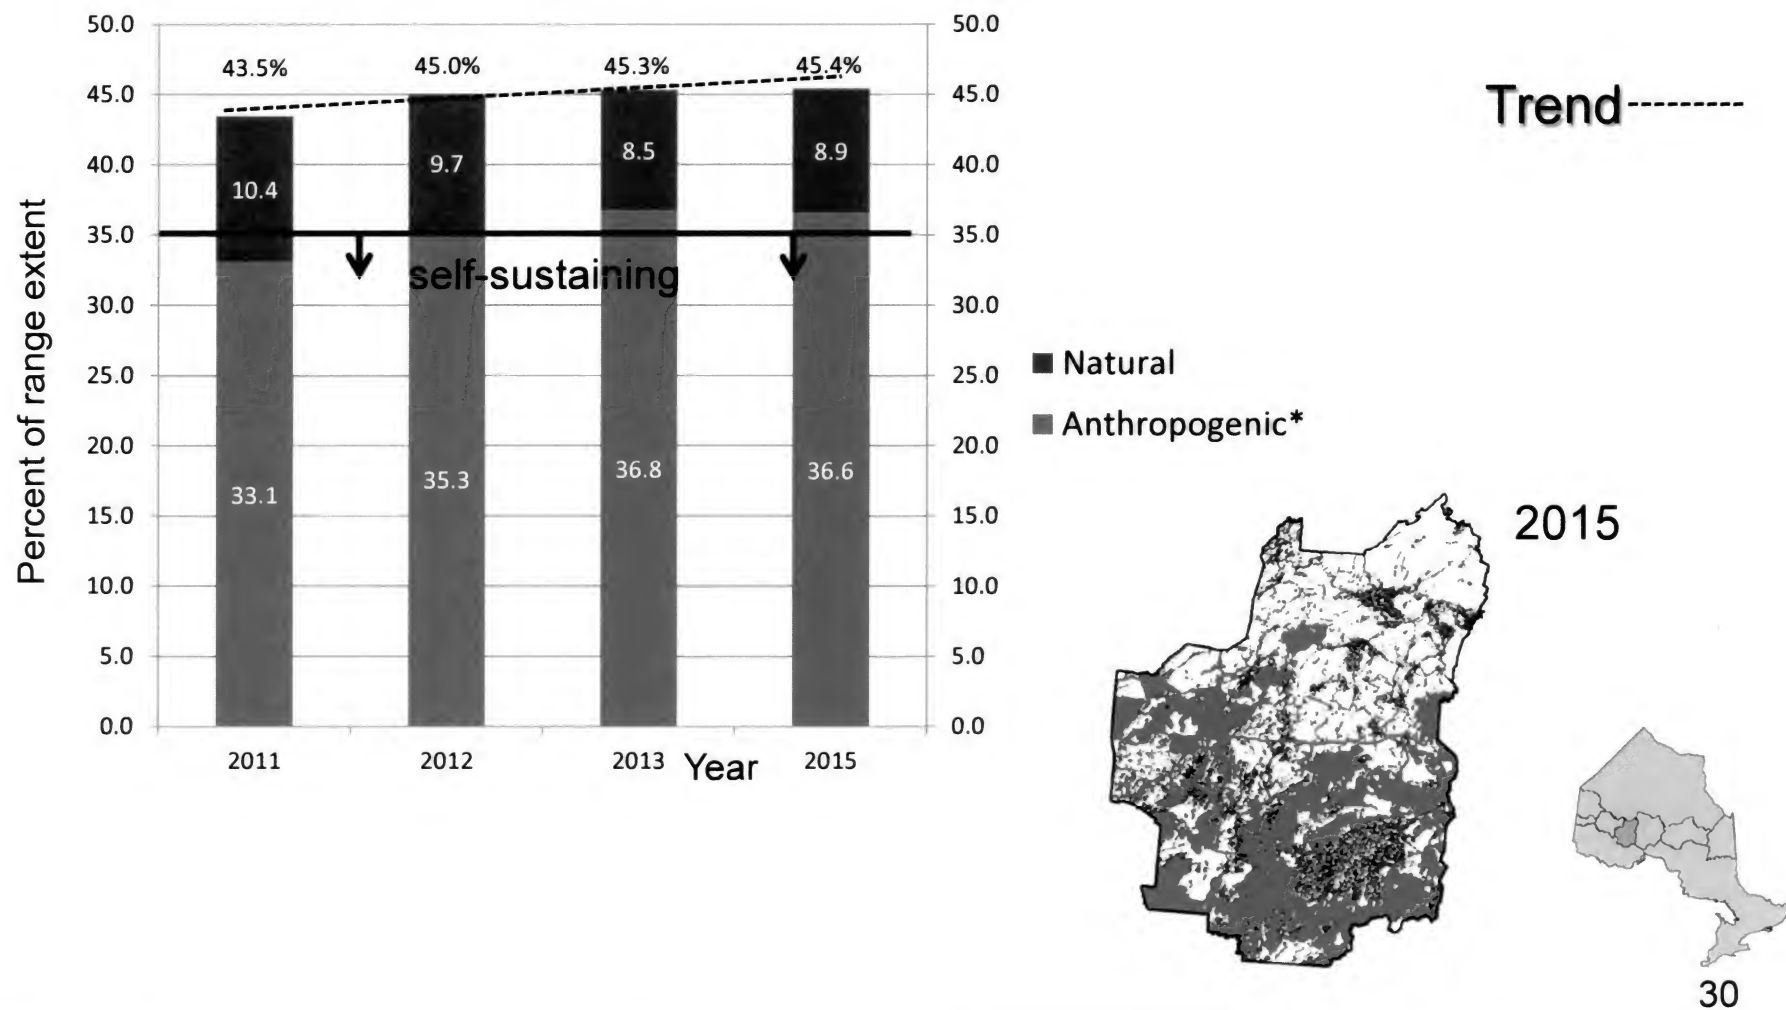 50.0
45.0
40.0
35.0
30.0
25.0
20.0
15.0
10.0
5.0
0.0
Percent of range extent
43.5% 45.0% 45.3% 45.4%
10.4 9.7 8.5 8.9
self-sustaining
33.1 35.3 36.8 36.6
2011 2012 2013 2015
Year
50.0
45.0
40.0
35.0
30.0
25.0
20.0
15.0
10.0
5.0
0.0
Trend
Natural
Anthropogenic*
2015
30